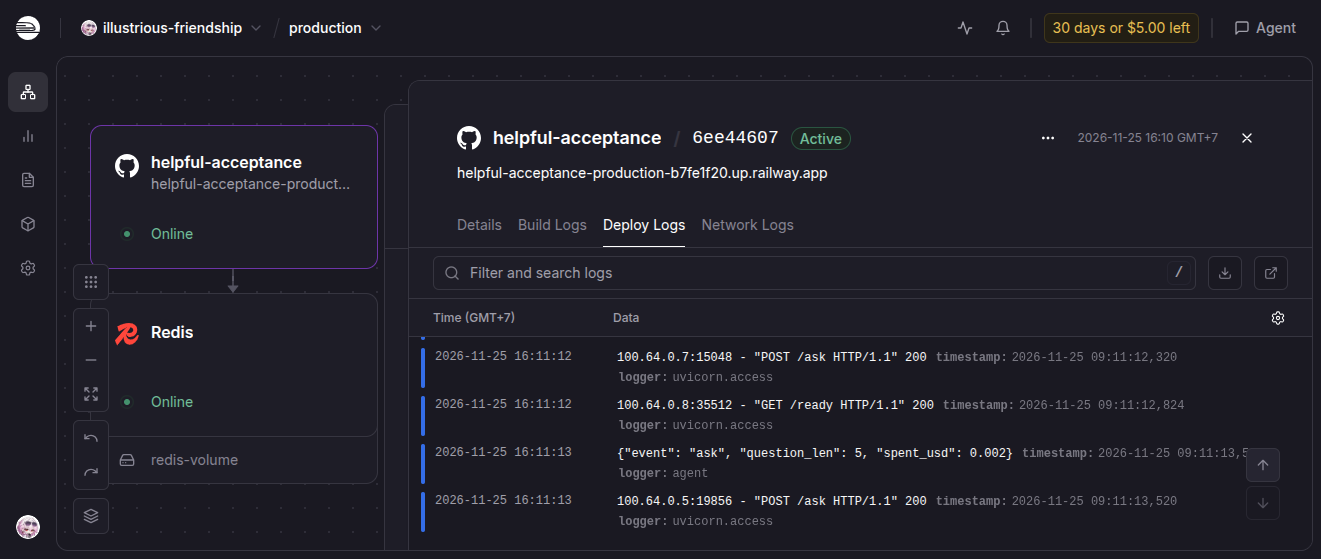 illustrious-friendship / production
30 days or $5.00 left
Agent
helpful-acceptance
helpful-acceptance-product...
Online
Redis
Online
redis-volume
helpful-acceptance / 6ee44607 Active
2026-11-25 16:10 GMT+7
helpful-acceptance-production-b7fe1f20.up.railway.app
Details Build Logs Deploy Logs Network Logs
Filter and search logs /
Time (GMT+7) Data
2026-11-25 16:11:12 100.64.0.7:15048 - "POST /ask HTTP/1.1" 200 timestamp: 2026-11-25 09:11:12,320
logger: uvicorn.access
2026-11-25 16:11:12 100.64.0.8:35512 - "GET /ready HTTP/1.1" 200 timestamp: 2026-11-25 09:11:12,824
logger: uvicorn.access
2026-11-25 16:11:13 {"event": "ask", "question_len": 5, "spent_usd": 0.002} timestamp: 2026-11-25 09:11:13,5
logger: agent
2026-11-25 16:11:13 100.64.0.5:19856 - "POST /ask HTTP/1.1" 200 timestamp: 2026-11-25 09:11:13,520
logger: uvicorn.access